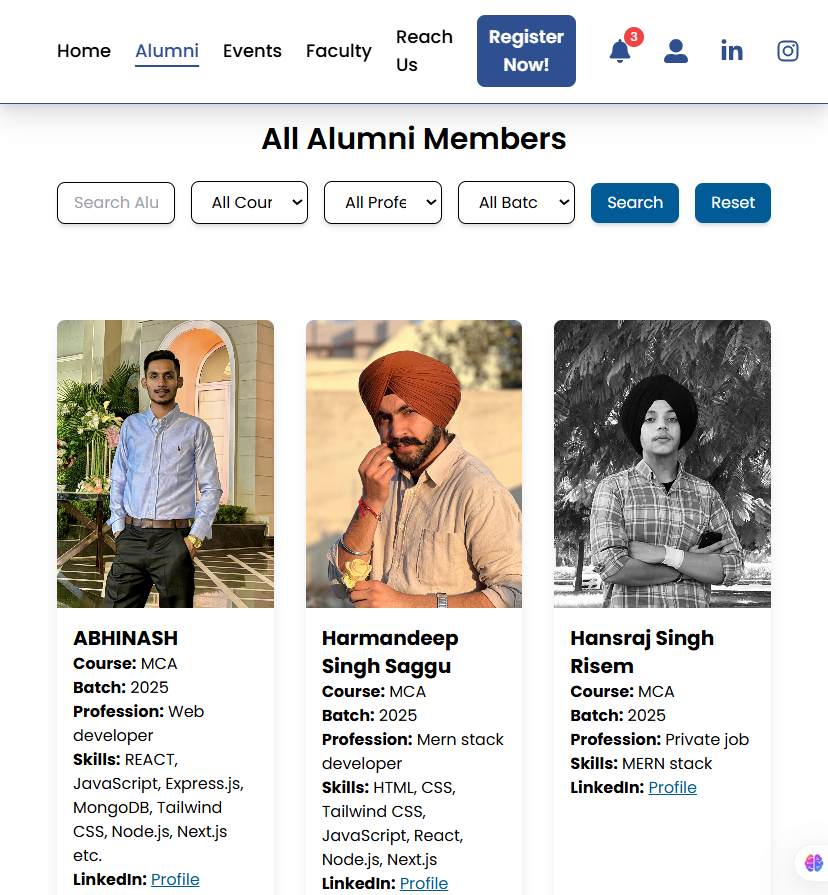 Home Alumni Events Faculty Reach Us Register Now! 3
All Alumni Members
Search Alu All Cour All Profe All Batc Search Reset
ABHINASH
Course: MCA
Batch: 2025
Profession: Web
developer
Skills: REACT,
JavaScript, Express.js,
MongoDB, Tailwind
CSS, Node.js, Next.js
etc.
LinkedIn: Profile
Harmandeep
Singh Saggu
Course: MCA
Batch: 2025
Profession: Mern stack
developer
Skills: HTML, CSS,
Tailwind CSS,
JavaScript, React,
Node.js, Next.js
LinkedIn: Profile
Hansraj Singh
Risem
Course: MCA
Batch: 2025
Profession: Private job
Skills: MERN stack
LinkedIn: Profile